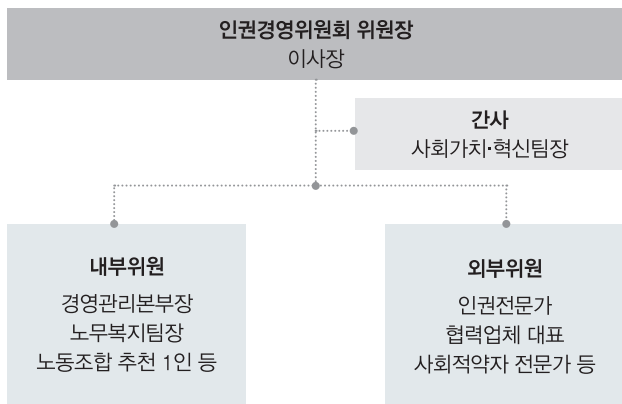 인권경영위원회 위원장
이사장
간사
사회가치·혁신팀장
내부위원
경영관리본부장
노무복지팀장
노동조합 추천 1인 등
외부위원
인권전문가
협력업체 대표
사회적약자 전문가 등